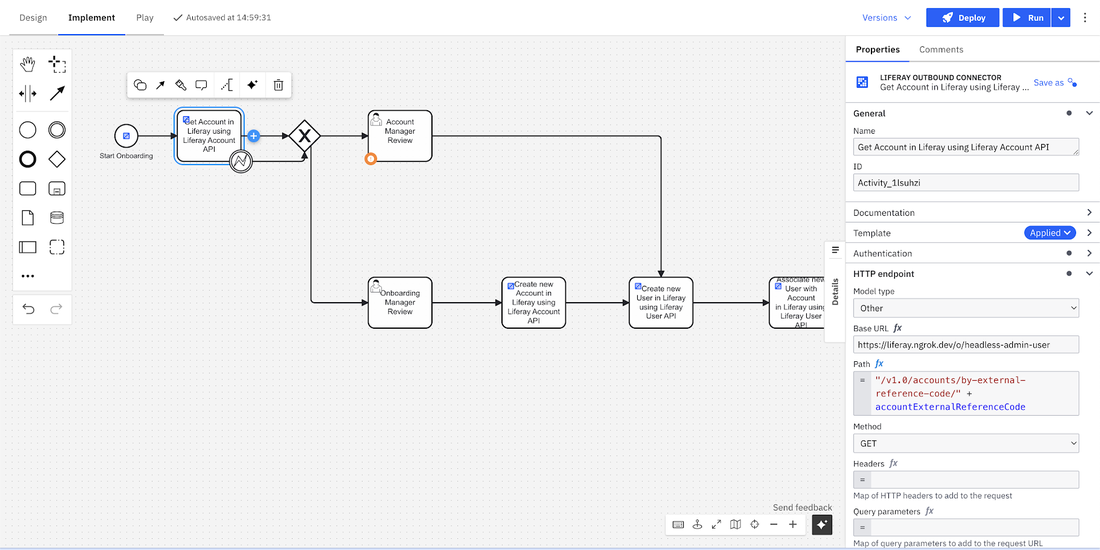 Design Implement Play Autosaved at 14:59:31 Versions Deploy Run
Properties Comments
LIFERAY OUTBOUND CONNECTOR
Get Account in Liferay using Liferay ... Save as
General
Name
Get Account in Liferay using Liferay Account API
ID
Activity_1lsuhzi
Documentation
Template Applied
Authentication
HTTP endpoint
Model type
Other
Base URL fx
https://liferay.ngrok.dev/o/headless-admin-user
Path fx
= "/v1.0/accounts/by-external-
reference-code/" +
accountExternalReferenceCode
Method
GET
Headers fx
=
Map of HTTP headers to add to the request
Query parameters fx
=
Map of query parameters to add to the request URL
Start Onboarding
Get Account in
Liferay using
Liferay Account
API
X
Account
Manager
Review
Onboarding
Manager
Review
Create new
Account in
Liferay using
Liferay Account
API
Create new
User in Liferay
using Liferay
User API
Associate new
User with
Account
in Liferay using
Liferay User
API
Details
Send feedback